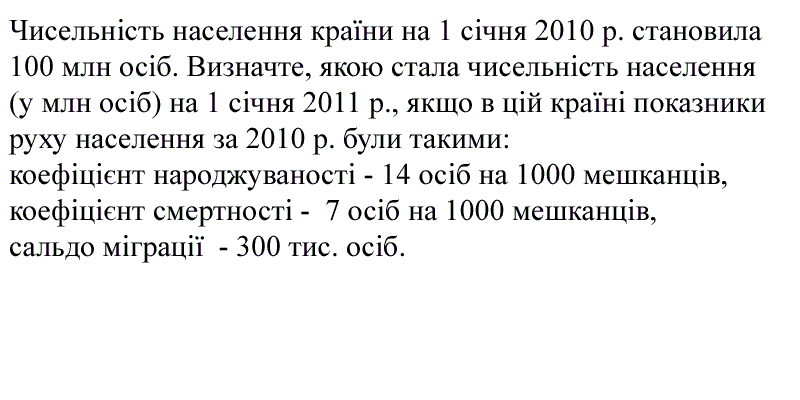 Чисельність населення країни на 1 січня 2010 р. становила
100 млн осіб. Визначте, якою стала чисельність населення
(у млн осіб) на 1 січня 2011 р., якщо в цій країні показники
руху населення за 2010 р. були такими:
коефіцієнт народжуваності - 14 осіб на 1000 мешканців,
коефіцієнт смертності -  7 осіб на 1000 мешканців,
сальдо міграції  - 300 тис. осіб.